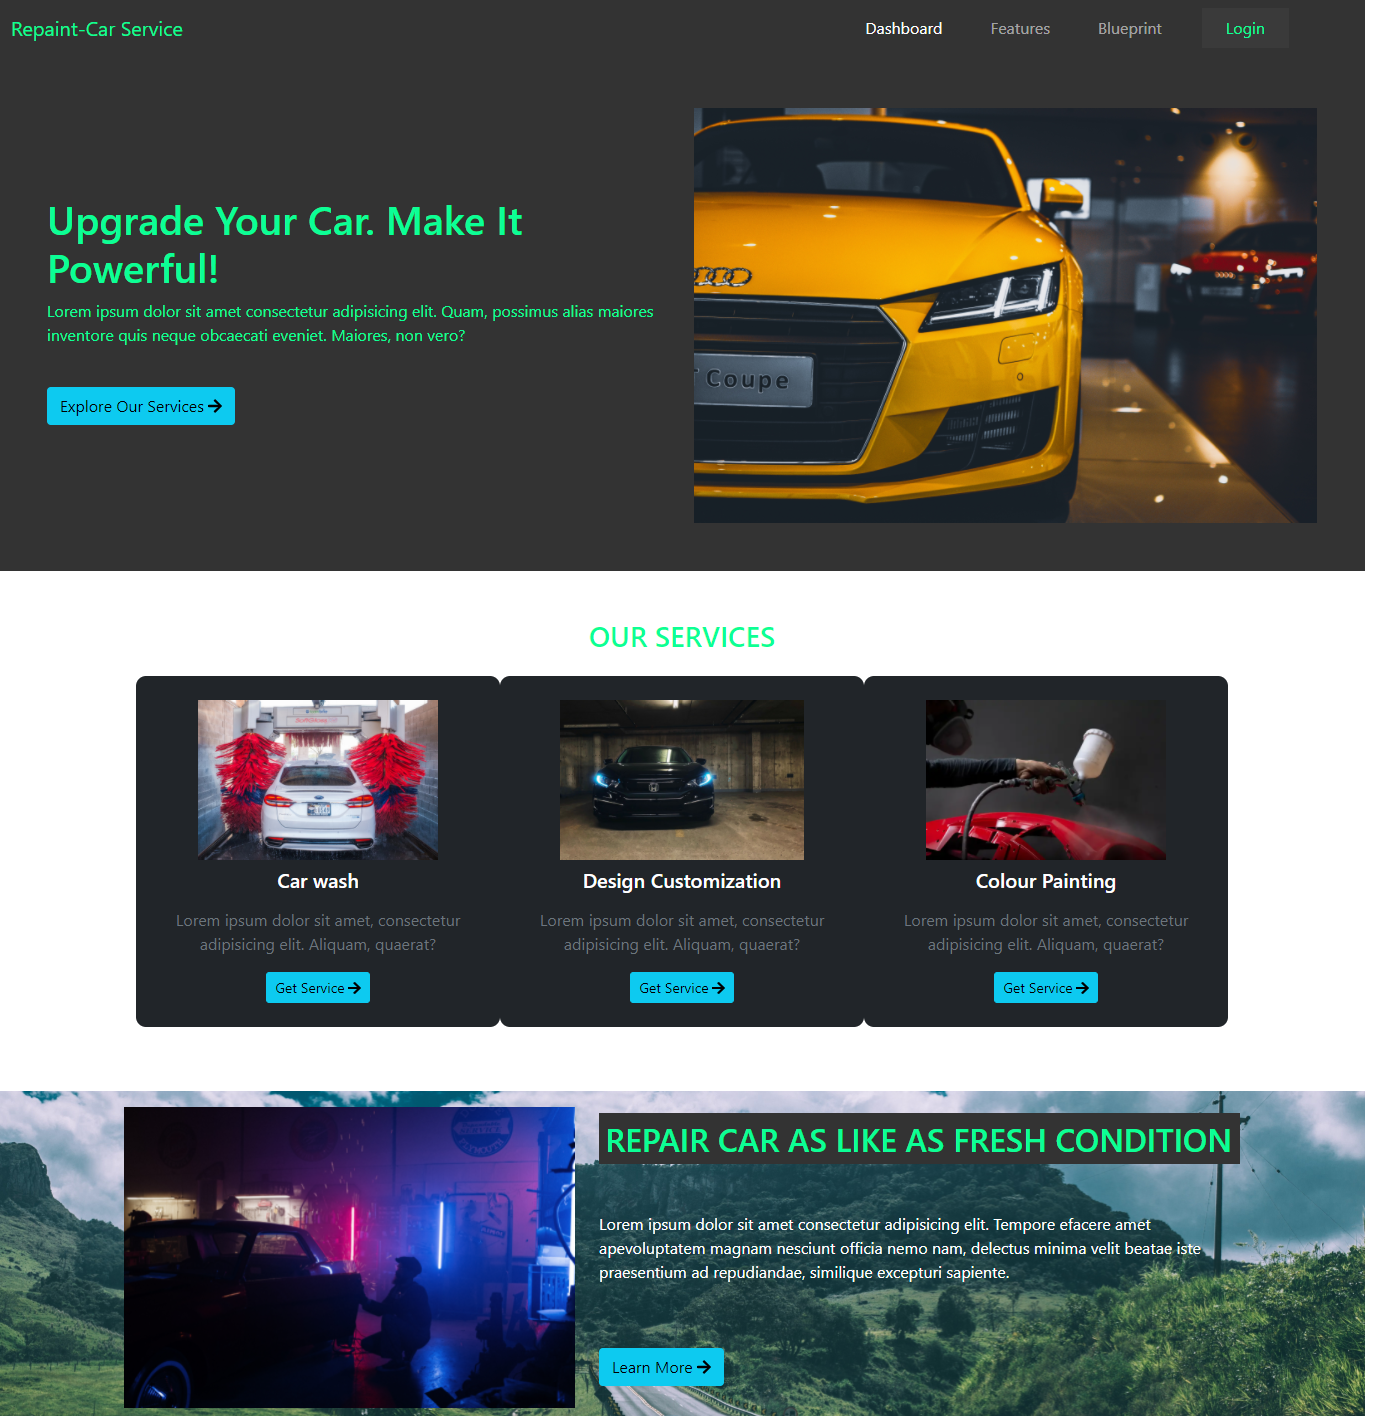 Repaint-Car Service
Dashboard
Features
Blueprint
Login
Upgrade Your Car. Make It
Powerful!
Lorem ipsum dolor sit amet consectetur adipisicing elit. Quam, possimus alias maiores
inventore quis neque obcaecati eveniet. Maiores, non vero?
Explore Our Services
Coupe
OUR SERVICES
Car wash
Lorem ipsum dolor sit amet, consectetur
adipisicing elit. Aliquam, quaerat?
Get Service
Design Customization
Lorem ipsum dolor sit amet, consectetur
adipisicing elit. Aliquam, quaerat?
Get Service
Colour Painting
Lorem ipsum dolor sit amet, consectetur
adipisicing elit. Aliquam, quaerat?
Get Service
REPAIR CAR AS LIKE AS FRESH CONDITION
Lorem ipsum dolor sit amet consectetur adipisicing elit. Tempore efacere amet
apevoluptatem magnam nesciunt officia nemo nam, delectus minima velit beatae iste
praesentium ad repudiandae, similique excepturi sapiente.
Learn More